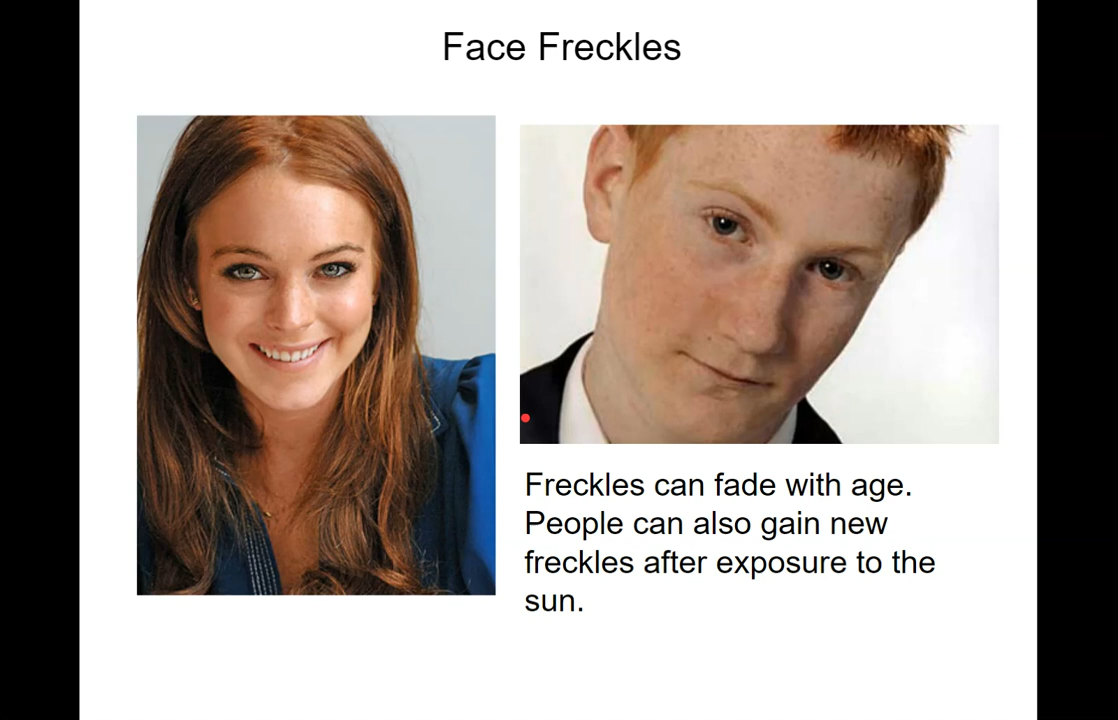 Face Freckles
Freckles can fade with age.
People can also gain new
freckles after exposure to the
sun.